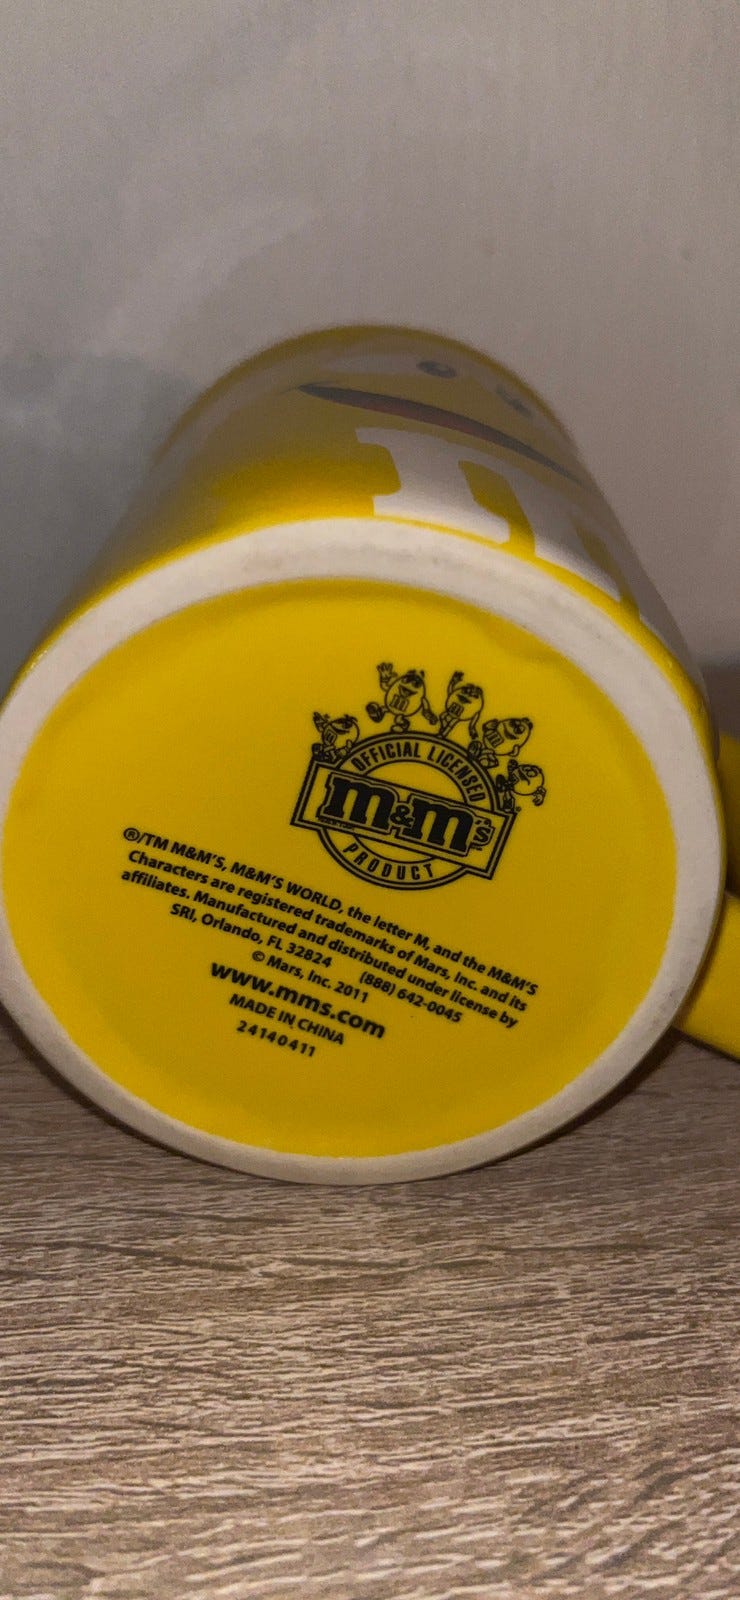 OFFICIAL LICENSED
m&m's
PRODUCT
®/TM M&M'S, M&M'S WORLD, the letter M, and the M&M'S
Characters are registered trademarks of Mars, Inc. and its
affiliates. Manufactured and distributed under license by
SRI, Orlando, FL 32824 (888) 642-0045
© Mars, Inc. 2011
www.mms.com
MADE IN CHINA
24140411